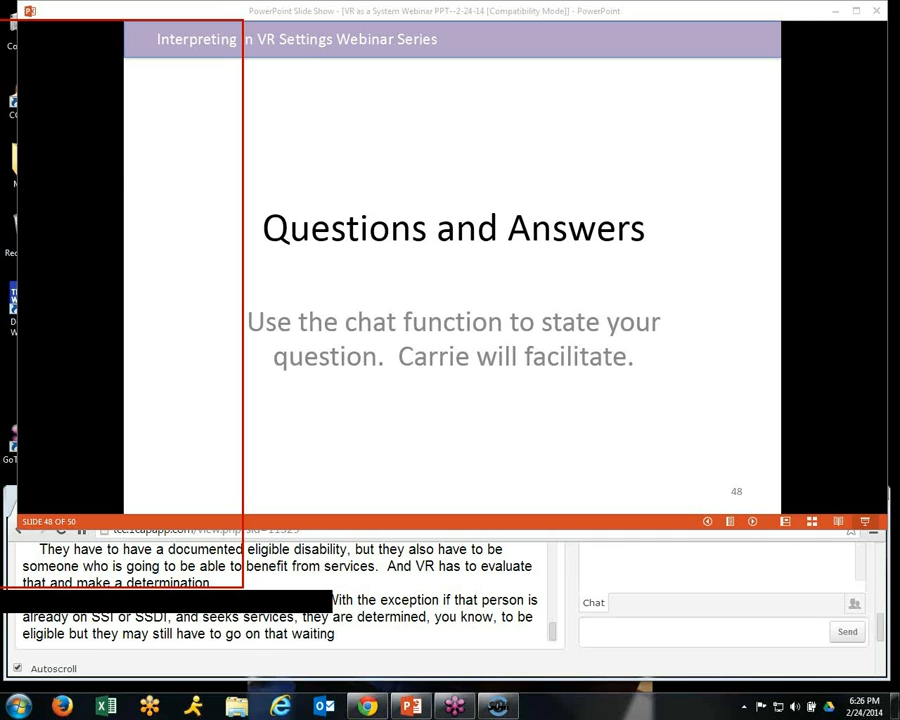 PowerPoint Slide Show - [VR as a System Webinar PPT--2-24-14 [Compatibility Mode]] - PowerPoint
Interpreting in VR Settings Webinar Series
Questions and Answers
Use the chat function to state your
question.  Carrie will facilitate.
48
SLIDE 48 OF 50
They have to have a documented eligible disability, but they also have to be
someone who is going to be able to benefit from services.  And VR has to evaluate
that and make a determination.
With the exception if that person is
already on SSI or SSDI, and seeks services, they are determined, you know, to be
eligible but they may still have to go on that waiting
Autoscroll
Chat
Send
6:26 PM
2/24/2014